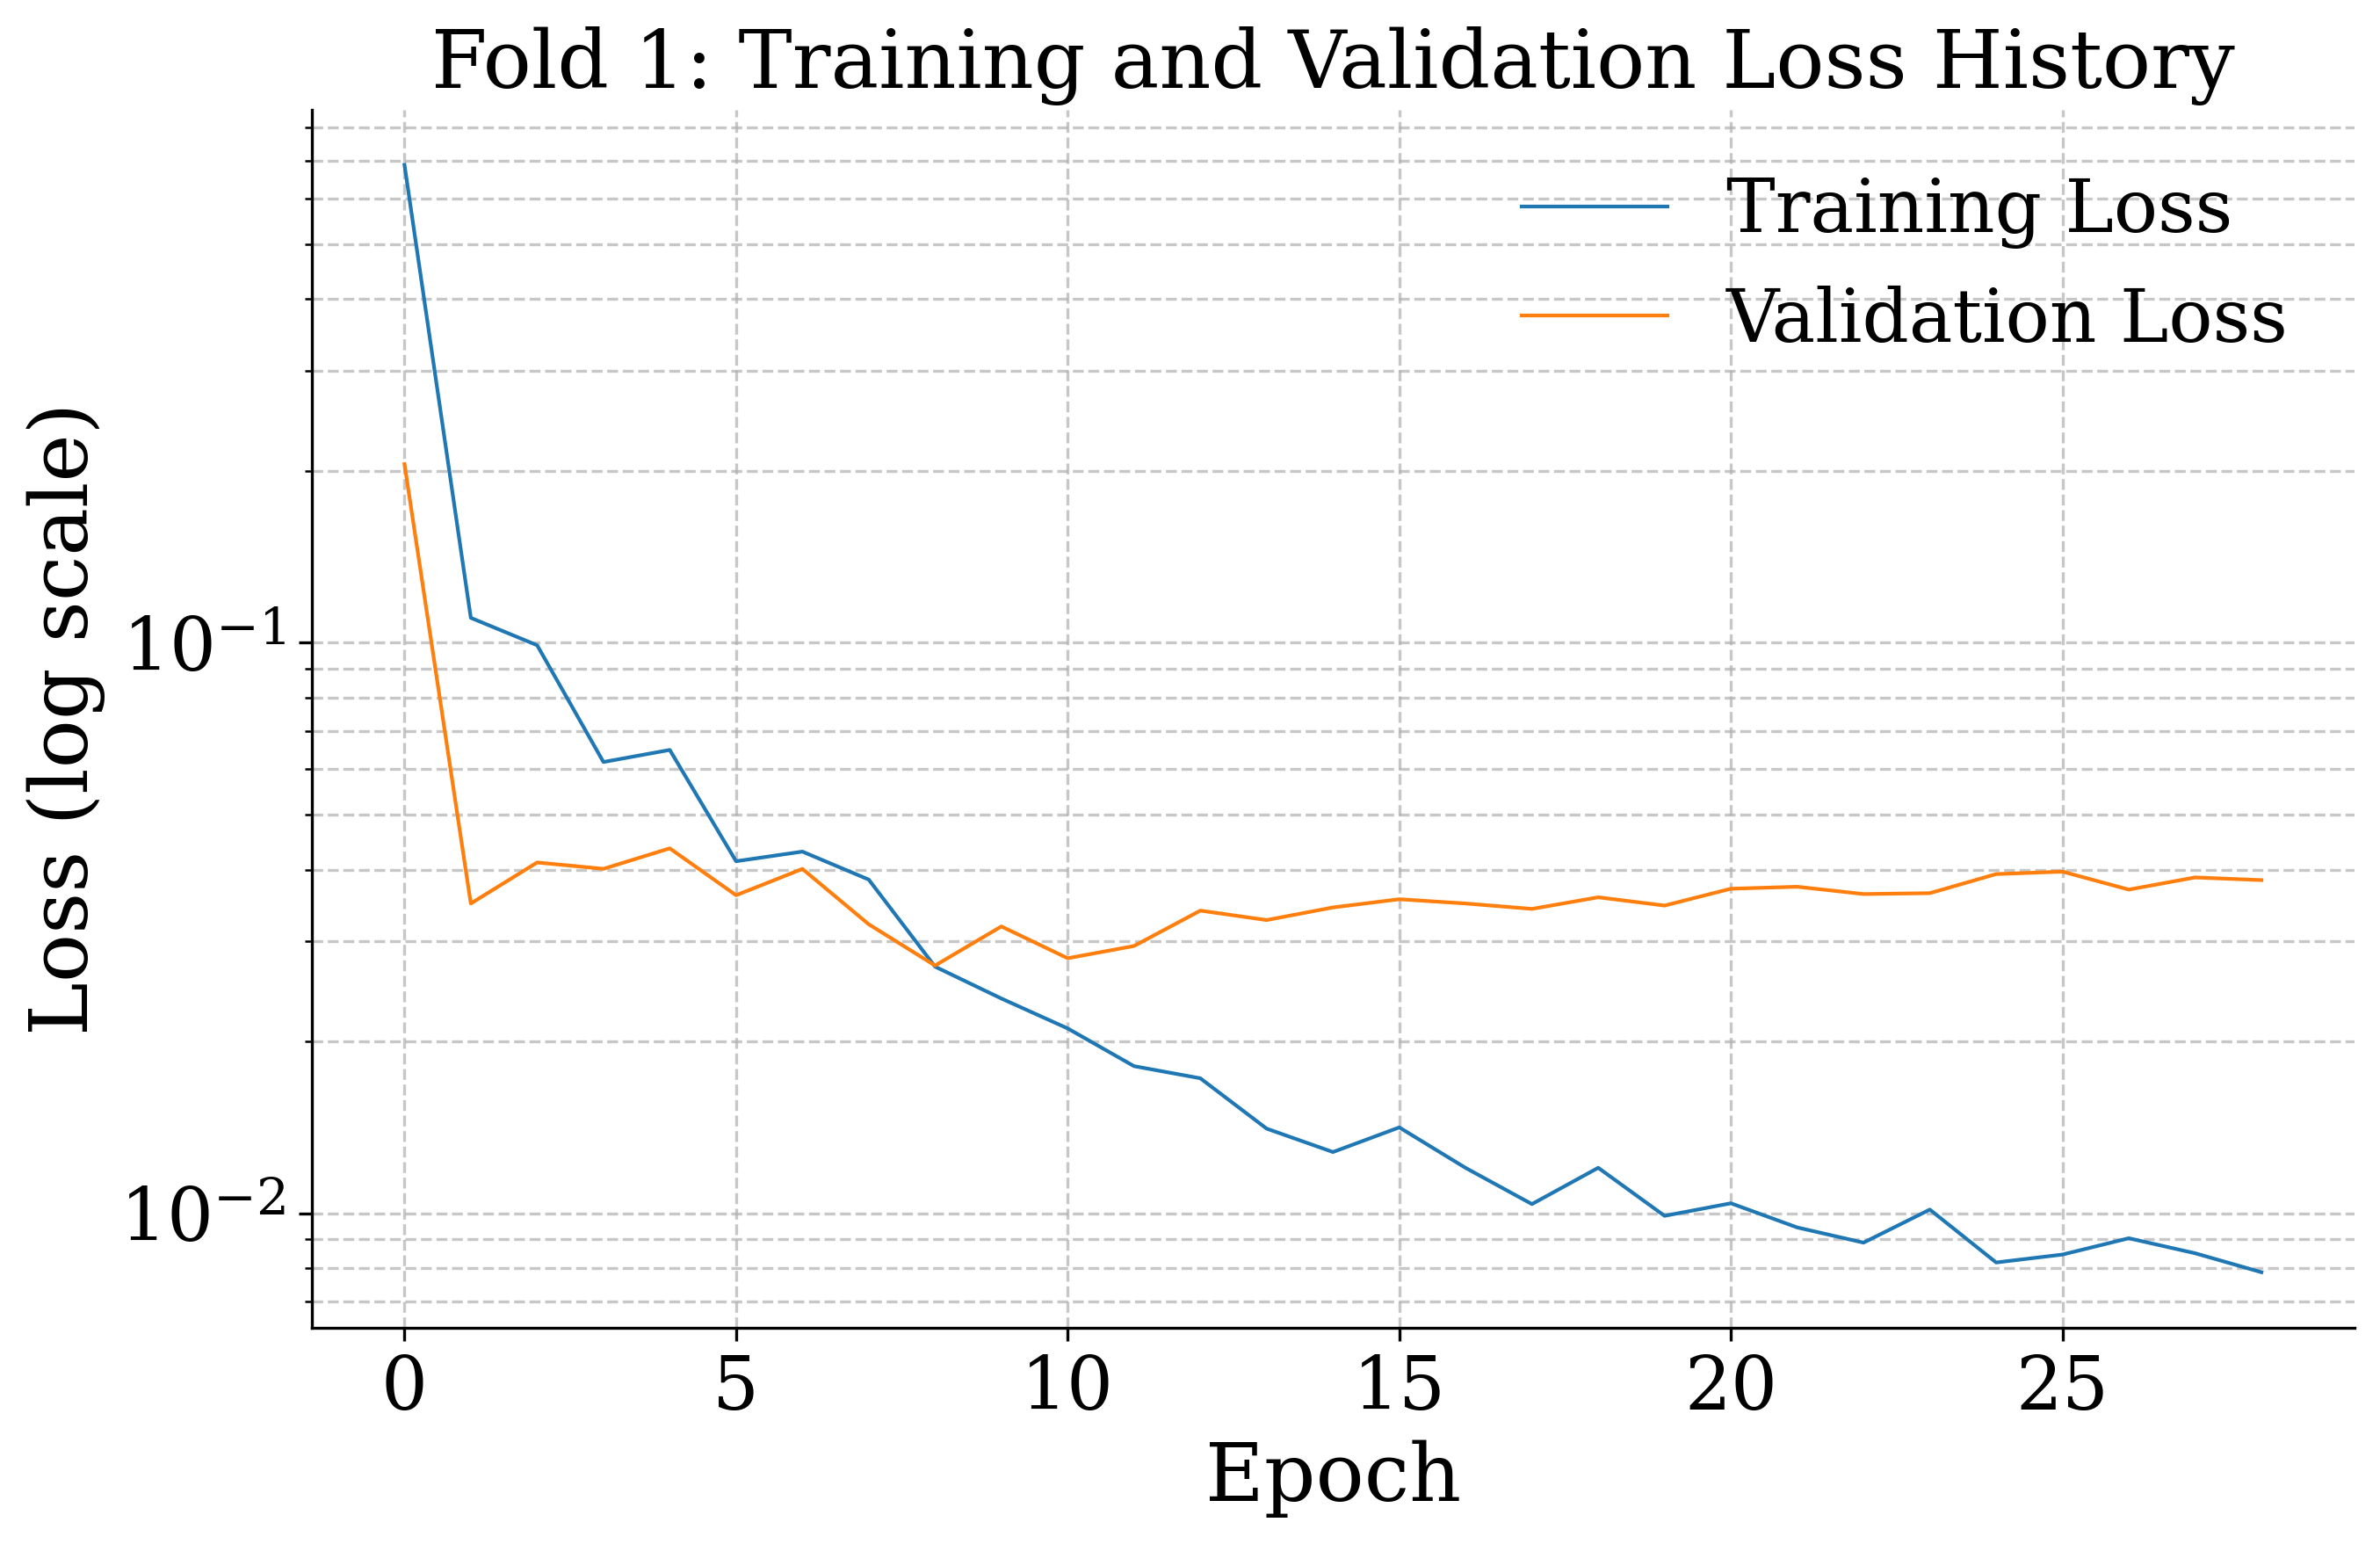 Fold 1: Training and Validation Loss History
Training Loss
Validation Loss
Loss (log scale)
10⁻¹
10⁻²
0 5 10 15 20 25
Epoch